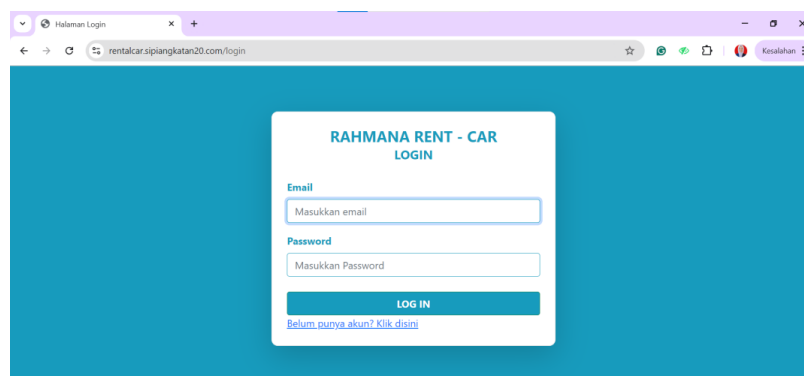 Halaman Login
rentalcar.sipiangkatan20.com/login
Kesalahan
RAHMANA RENT - CAR
LOGIN
Email
Masukkan email
Password
Masukkan Password
LOG IN
Belum punya akun? Klik disini